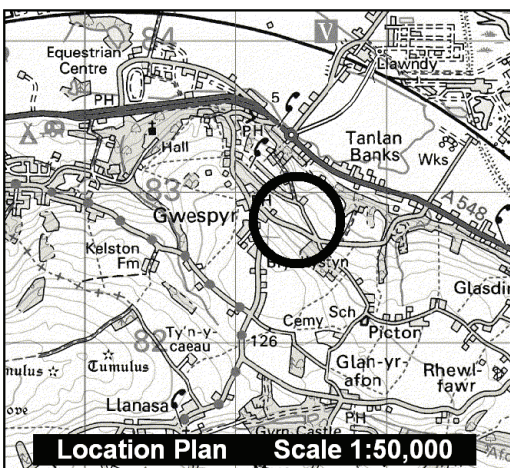 84
V
Equestrian
Centre
Llawndy
PH
5
PH
Tanlan
Banks
Hall
Wks
83
A 548
Gwespyr
Kelston
Fm
Glasdir
Cemy
Sch
Picton
82
Ty'n-y-
caeau
126
Glan-yr-
afon
Rhewl-
fawr
Tumulus
Llanasa
PH
Gyrn Castle
Location Plan Scale 1:50,000